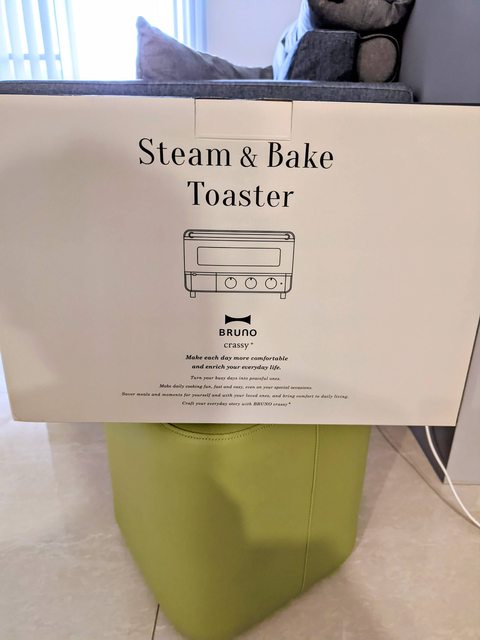 Steam & Bake
Toaster
BRUNO
crassy+
Make each day more comfortable
and enrich your everyday life.
Turn your busy days into peaceful ones.
Make daily cooking fun, fast and easy, even on your special occasions.
Savor meals and moments for yourself and with your loved ones, and bring comfort to daily living.
Craft your everyday story with BRUNO crassy+